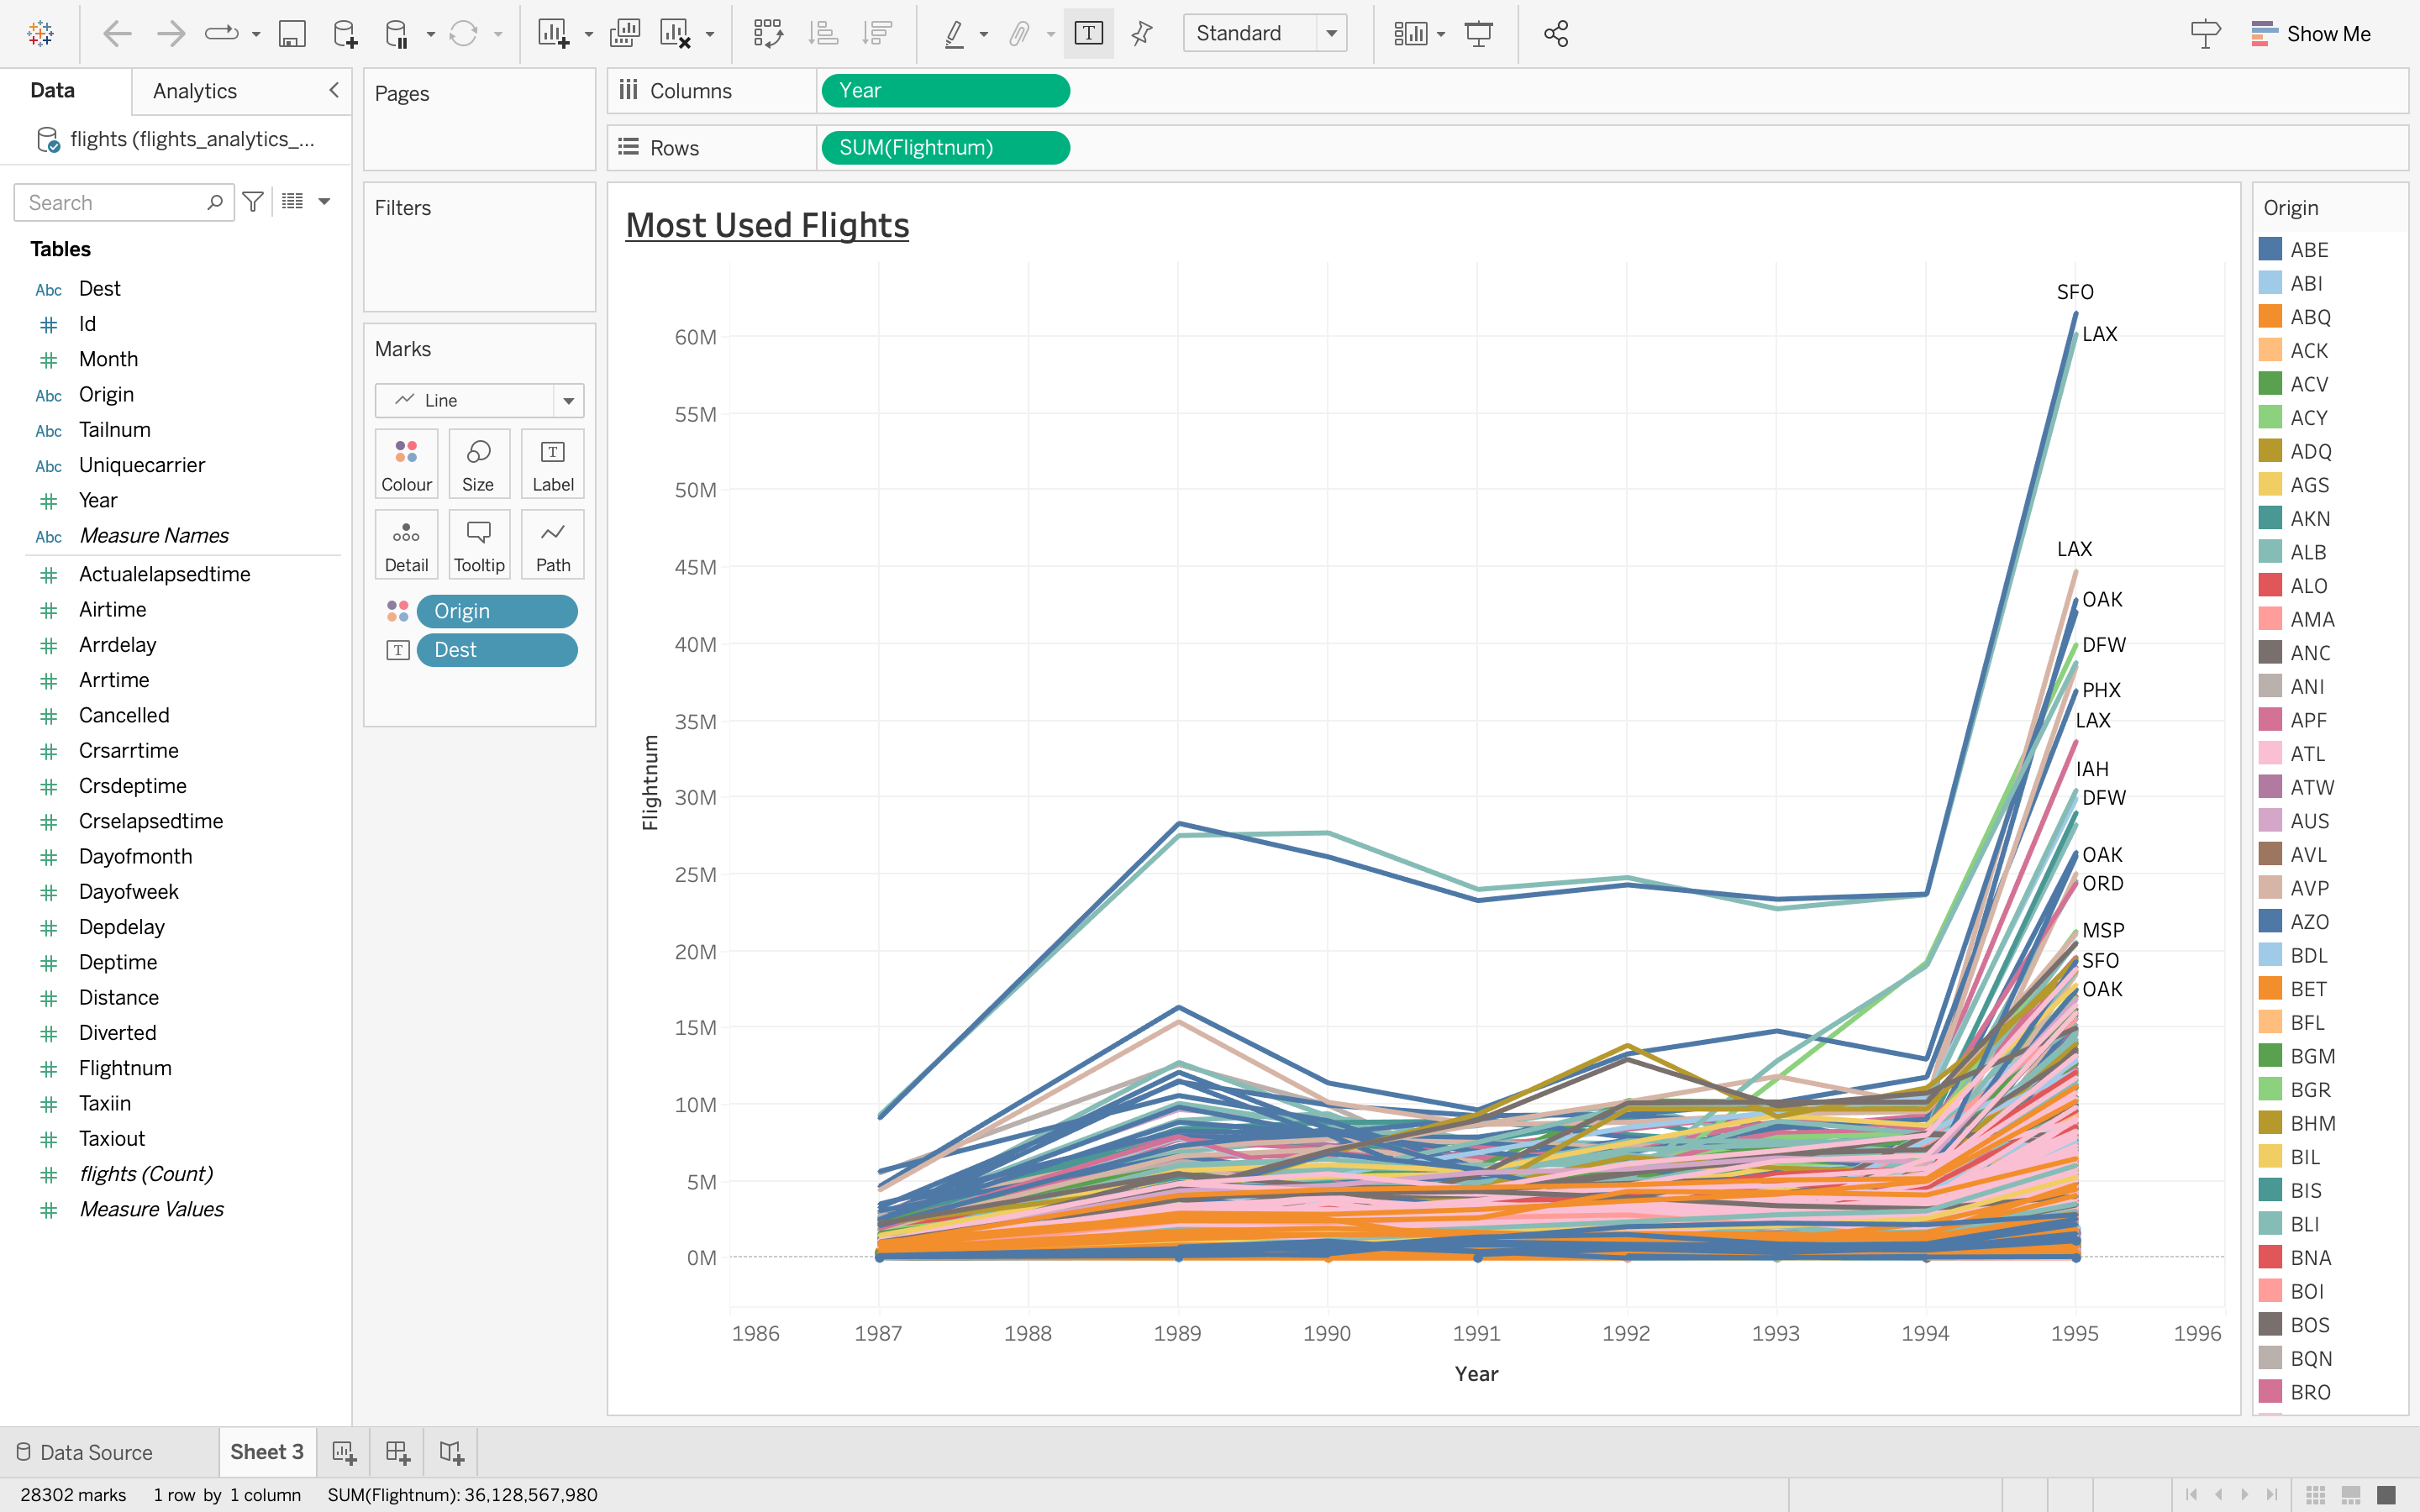 Standard
Show Me
Data
Analytics
Pages
Columns
Year
flights (flights_analytics_...
Rows
SUM(Flightnum)
Search
Filters
Tables
Dest
Id
Month
Origin
Tailnum
Uniquecarrier
Year
Measure Names
Actualelapsedtime
Airtime
Arrdelay
Arrtime
Cancelled
Crsarrtime
Crsdeptime
Crselapsedtime
Dayofmonth
Dayofweek
Depdelay
Deptime
Distance
Diverted
Flightnum
Taxiin
Taxiout
flights (Count)
Measure Values
Abc
Abc
Abc
Abc
Abc
Marks
Line
Colour
Size
Label
Detail
Tooltip
Path
Origin
Dest
Most Used Flights
SFO
LAX
LAX
OAK
DFW
PHX
LAX
IAH
DFW
OAK
ORD
MSP
SFO
OAK
60M
55M
50M
45M
40M
35M
30M
25M
20M
15M
10M
5M
0M
Flightnum
1986
1987
1988
1989
1990
1991
1992
1993
1994
1995
1996
Year
Origin
ABE
ABI
ABQ
ACK
ACV
ACY
ADQ
AGS
AKN
ALB
ALO
AMA
ANC
ANI
APF
ATL
ATW
AUS
AVL
AVP
AZO
BDL
BET
BFL
BGM
BGR
BHM
BIL
BIS
BLI
BNA
BOI
BOS
BQN
BRO
Data Source
Sheet 3
28302 marks
1 row by 1 column
SUM(Flightnum): 36,128,567,980